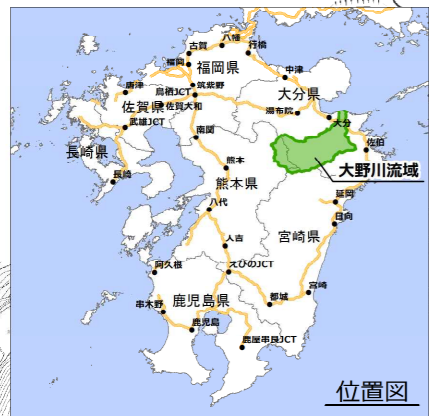 古賀
八幡
行橋
福岡
福岡県
中津
筑紫野
唐津
鳥栖JCT
大分県
佐賀県
佐賀大和
湯布院
大分
武雄JCT
南関
佐伯
長崎県
大野川流域
熊本
長崎
熊本県
延岡
八代
日向
宮崎県
人吉
阿久根
えびのJCT
宮崎
鹿児島県
串木野
都城
鹿児島
鹿屋串良JCT
位置図